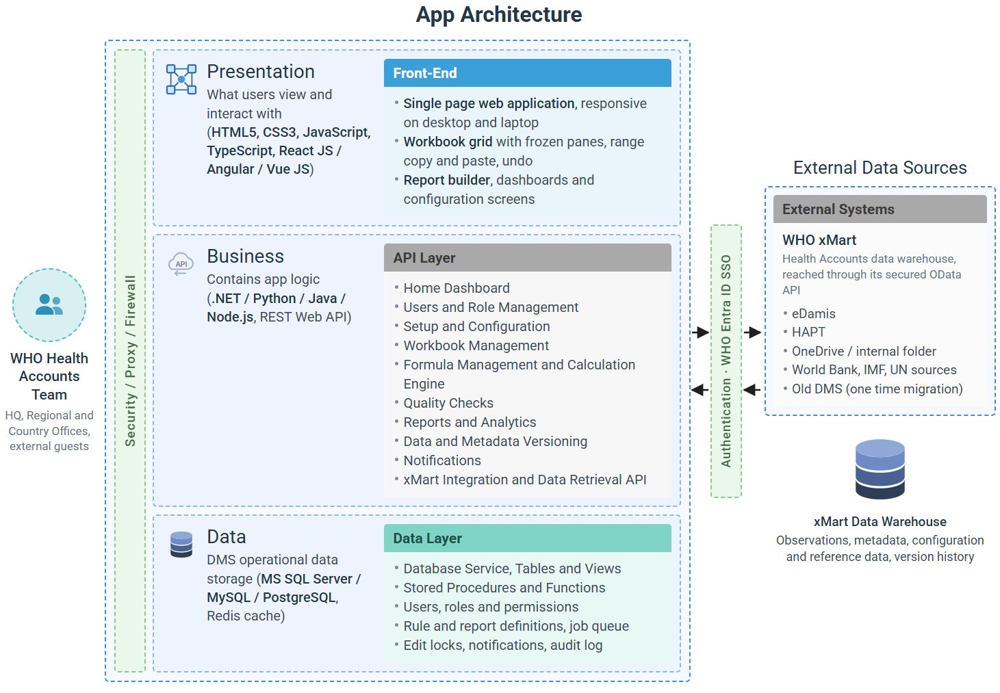 App Architecture
Security / Proxy / Firewall
Presentation
What users view and
interact with
(HTML5, CSS3, JavaScript,
TypeScript, React JS /
Angular / Vue JS)
Front-End
• Single page web application, responsive
on desktop and laptop
• Workbook grid with frozen panes, range
copy and paste, undo
• Report builder, dashboards and
configuration screens
API
Business
Contains app logic
(.NET / Python / Java /
Node.js, REST Web API)
API Layer
• Home Dashboard
• Users and Role Management
• Setup and Configuration
• Workbook Management
• Formula Management and Calculation
Engine
• Quality Checks
• Reports and Analytics
• Data and Metadata Versioning
• Notifications
• xMart Integration and Data Retrieval API
Data
DMS operational data
storage (MS SQL Server /
MySQL / PostgreSQL,
Redis cache)
Data Layer
• Database Service, Tables and Views
• Stored Procedures and Functions
• Users, roles and permissions
• Rule and report definitions, job queue
• Edit locks, notifications, audit log
WHO Health
Accounts
Team
HQ, Regional and
Country Offices,
external guests
Authentication · WHO Entra ID SSO
External Data Sources
External Systems
WHO xMart
Health Accounts data warehouse,
reached through its secured OData
API
• eDamis
• HAPT
• OneDrive / internal folder
• World Bank, IMF, UN sources
• Old DMS (one time migration)
xMart Data Warehouse
Observations, metadata, configuration
and reference data, version history